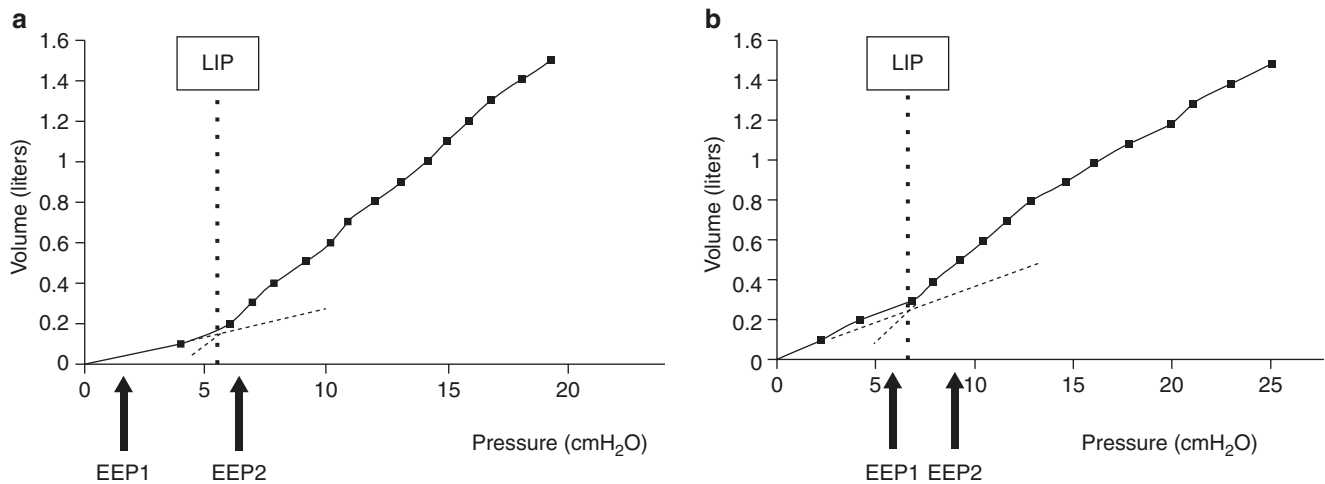 a
LIP
Volume (liters)
1.6
1.4
1.2
1
0.8
0.6
0.4
0.2
0
0 5 10 15 20
Pressure (cmH₂O)
EEP1 EEP2
b
LIP
Volume (liters)
1.6
1.4
1.2
1
0.8
0.6
0.4
0.2
0
0 5 10 15 20 25
Pressure (cmH₂O)
EEP1 EEP2